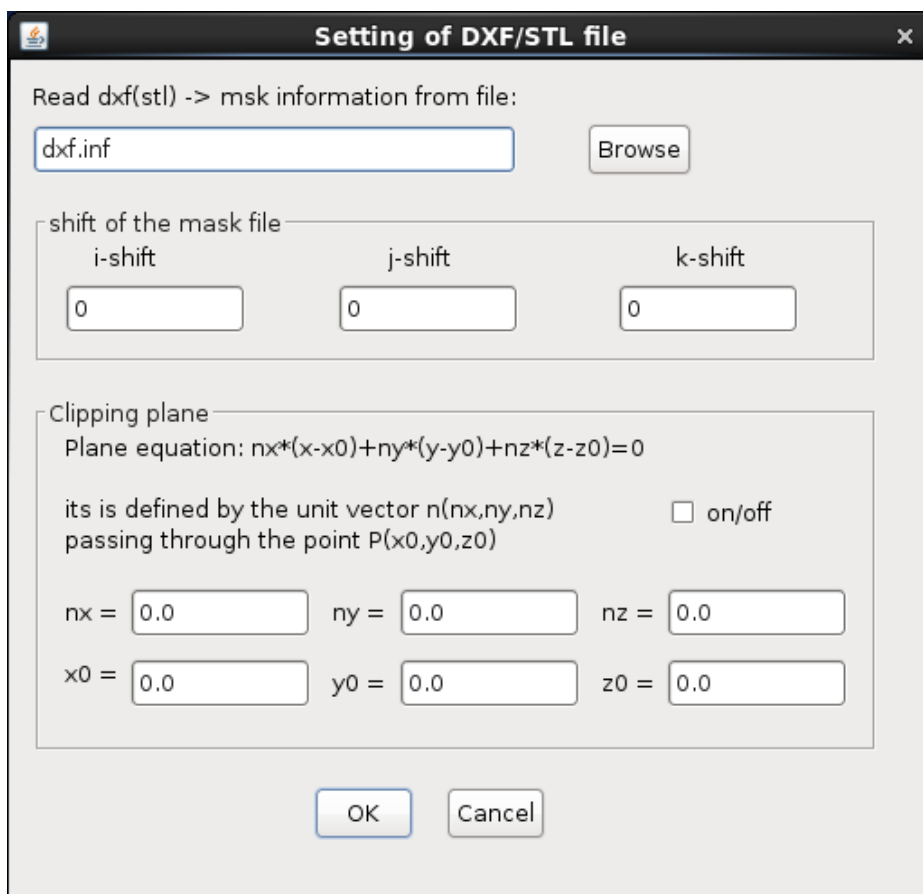 Setting of DXF/STL file
Read dxf(stl) -> msk information from file:
dxf.inf Browse
shift of the mask file
i-shift j-shift k-shift
0 0 0
Clipping plane
Plane equation: nx*(x-x0)+ny*(y-y0)+nz*(z-z0)=0
its is defined by the unit vector n(nx,ny,nz)
on/off
passing through the point P(x0,y0,z0)
nx = 0.0 ny = 0.0 nz = 0.0
x0 = 0.0 y0 = 0.0 z0 = 0.0
OK Cancel